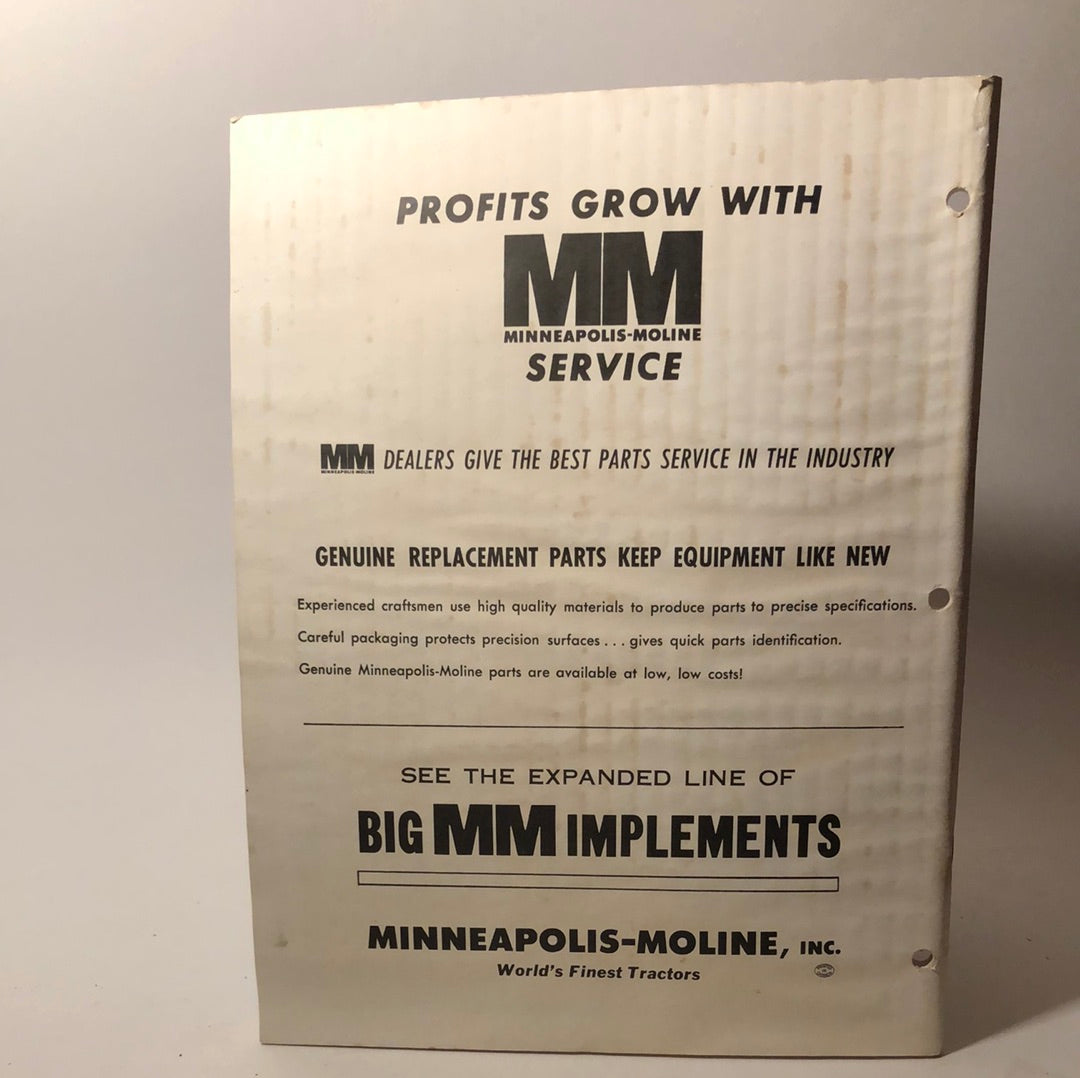 PROFITS GROW WITH
MM
MINNEAPOLIS-MOLINE
SERVICE
MM DEALERS GIVE THE BEST PARTS SERVICE IN THE INDUSTRY
MINNEAPOLIS-MOLINE
GENUINE REPLACEMENT PARTS KEEP EQUIPMENT LIKE NEW
Experienced craftsmen use high quality materials to produce parts to precise specifications.
Careful packaging protects precision surfaces . . . gives quick parts identification.
Genuine Minneapolis-Moline parts are available at low, low costs!
SEE THE EXPANDED LINE OF
BIG MM IMPLEMENTS
MINNEAPOLIS-MOLINE, INC.
World's Finest Tractors